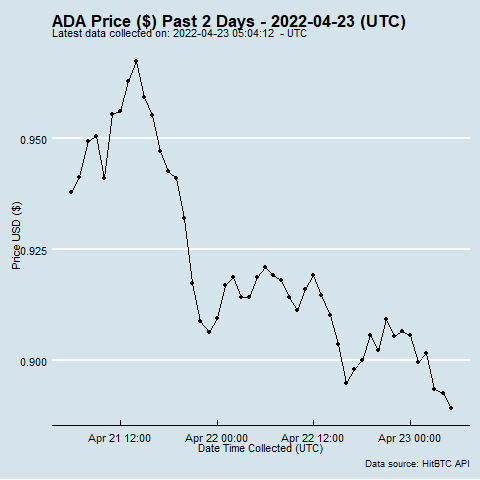 ADA Price ($) Past 2 Days - 2022-04-23 (UTC)
Latest data collected on: 2022-04-23 05:04:12 - UTC
0.950
0.925
0.900
Price USD ($)
Apr 21 12:00
Apr 22 00:00
Apr 22 12:00
Apr 23 00:00
Date Time Collected (UTC)
Data source: HitBTC API